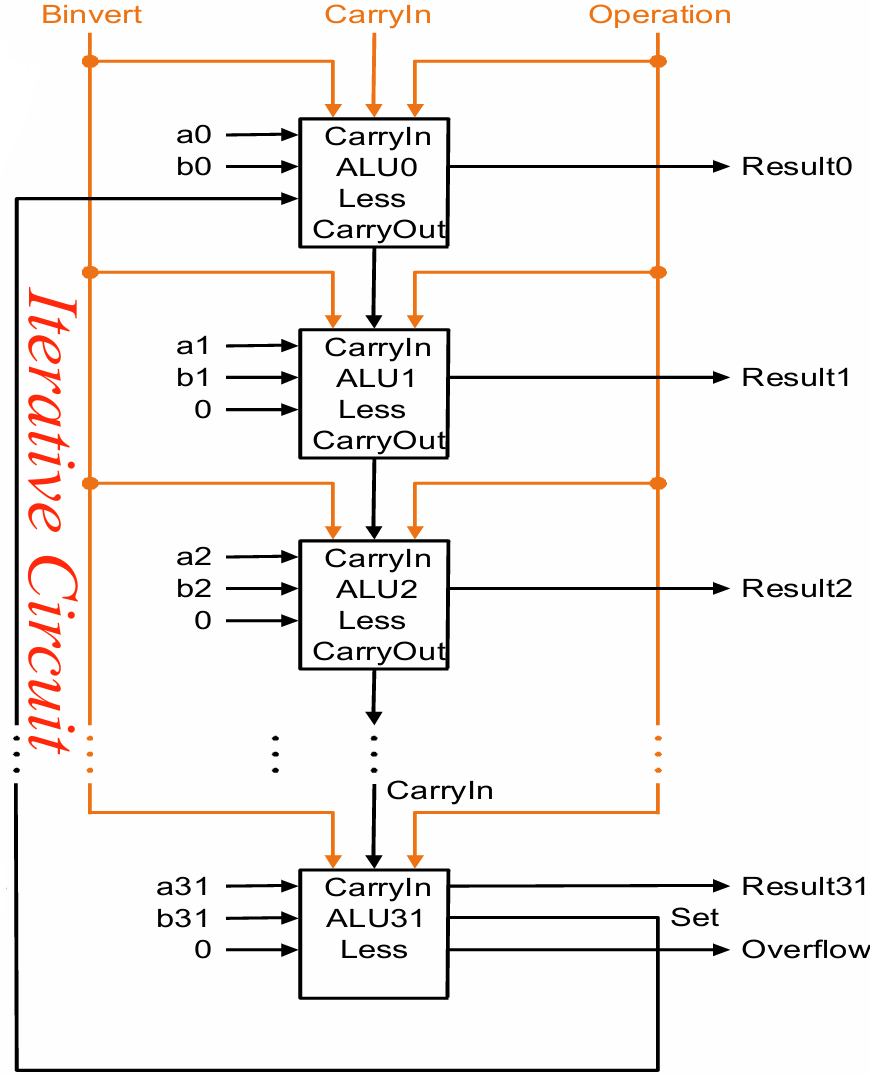 Binvert CarryIn Operation
a0 CarryIn
b0 ALU0 Result0
Less
CarryOut
a1 CarryIn
b1 ALU1 Result1
0 Less
CarryOut
a2 CarryIn
b2 ALU2 Result2
0 Less
CarryOut
CarryIn
a31 CarryIn Result31
b31 ALU31 Set
0 Less Overflow
Iterative Circuit